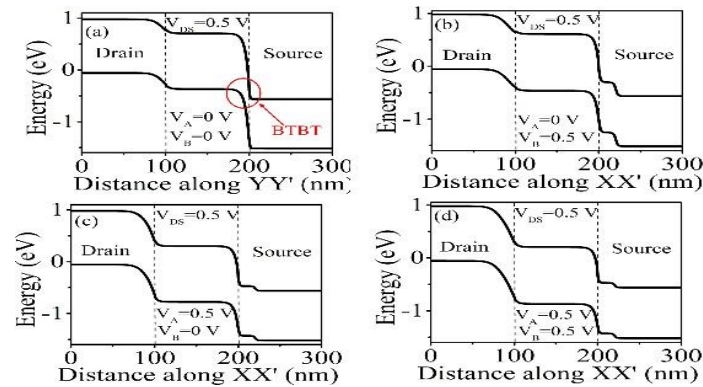 (a)
V_DS=0.5 V
Drain
Source
V_A=0 V
V_B=0 V
BTBT
Energy (eV)
1
0
-1
0 100 200 300
Distance along YY' (nm)
(b)
V_DS=0.5 V
Drain
Source
V_A=0 V
V_B=0.5 V
Energy (eV)
1
0
-1
0 100 200 300
Distance along XX' (nm)
(c)
V_DS=0.5 V
Drain
Source
V_A=0.5 V
V_B=0 V
Energy (eV)
1
0
-1
0 100 200 300
Distance along XX' (nm)
(d)
V_DS=0.5 V
Drain
Source
V_A=0.5 V
V_B=0.5 V
Energy (eV)
1
0
-1
0 100 200 300
Distance along XX' (nm)